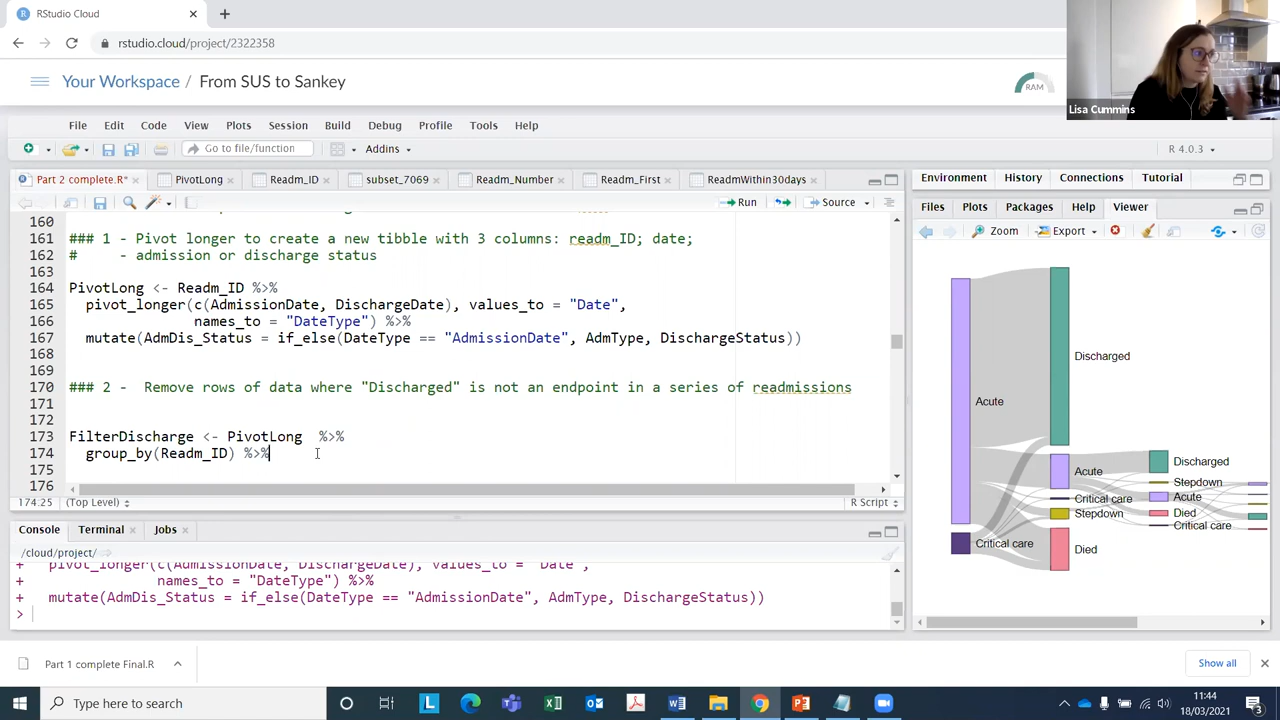 RStudio Cloud
rstudio.cloud/project/2322358
Your Workspace / From SUS to Sankey
RAM
Lisa Cummins
File Edit Code View Plots Session Build Debug Profile Tools Help
Go to file/function Addins R 4.0.3
Part 2 complete.R* PivotLong Readm_ID subset_7069 Readm_Number Readm_First ReadmWithin30days
Run Source
160
161 ### 1 - Pivot longer to create a new tibble with 3 columns: readm_ID; date;
162 # - admission or discharge status
163
164 PivotLong <- Readm_ID %>%
165 pivot_longer(c(AdmissionDate, DischargeDate), values_to = "Date",
166 names_to = "DateType") %>%
167 mutate(AdmDis_Status = if_else(DateType == "AdmissionDate", AdmType, DischargeStatus))
168
169
170 ### 2 - Remove rows of data where "Discharged" is not an endpoint in a series of readmissions
171
172
173 FilterDischarge <- PivotLong %>%
174 group_by(Readm_ID) %>%
175
176
174:25 (Top Level) R Script
Console Terminal Jobs
/cloud/project/
+ pivot_longer(c(AdmissionDate, DischargeDate), values_to = "Date",
+ names_to = "DateType") %>%
+ mutate(AdmDis_Status = if_else(DateType == "AdmissionDate", AdmType, DischargeStatus))
>
Environment History Connections Tutorial
Files Plots Packages Help Viewer
Zoom Export
Discharged
Acute
Discharged
Acute
Stepdown
Critical care
Acute
Stepdown
Died
Critical care
Critical care
Died
Part 1 complete Final.R
Show all
Type here to search
11:44
18/03/2021
3